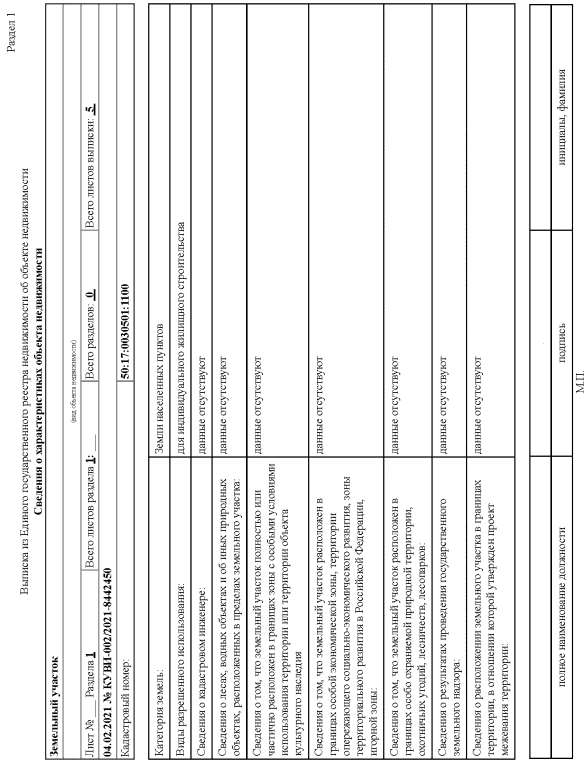 Раздел 1
Выписка из Единого государственного реестра недвижимости об объекте недвижимости
Сведения о характеристиках объекта недвижимости
Земельный участок
(вид объекта недвижимости)
Лист № ___ Раздела 1 Всего листов раздела 1: ___ Всего разделов: 0 Всего листов выписки: 5
04.02.2021 № КУВИ-002/2021-8442450
Кадастровый номер: 50:17:0030501:1100
Категория земель: Земли населенных пунктов
Виды разрешенного использования: для индивидуального жилищного строительства
Сведения о кадастровом инженере: данные отсутствуют
Сведения о лесах, водных объектах и об иных природных данные отсутствуют
объектах, расположенных в пределах земельного участка:
Сведения о том, что земельный участок полностью или данные отсутствуют
частично расположен в границах зоны с особыми условиями
использования территории или территории объекта
культурного наследия
Сведения о том, что земельный участок расположен в данные отсутствуют
границах особой экономической зоны, территории
опережающего социально-экономического развития, зоны
территориального развития в Российской Федерации,
игорной зоны:
Сведения о том, что земельный участок расположен в данные отсутствуют
границах особо охраняемой природной территории,
охотничьих угодий, лесничеств, лесопарков:
Сведения о результатах проведения государственного данные отсутствуют
земельного надзора:
Сведения о расположении земельного участка в границах данные отсутствуют
территории, в отношении которой утвержден проект
межевания территории:
полное наименование должности подпись инициалы, фамилия
М.П.